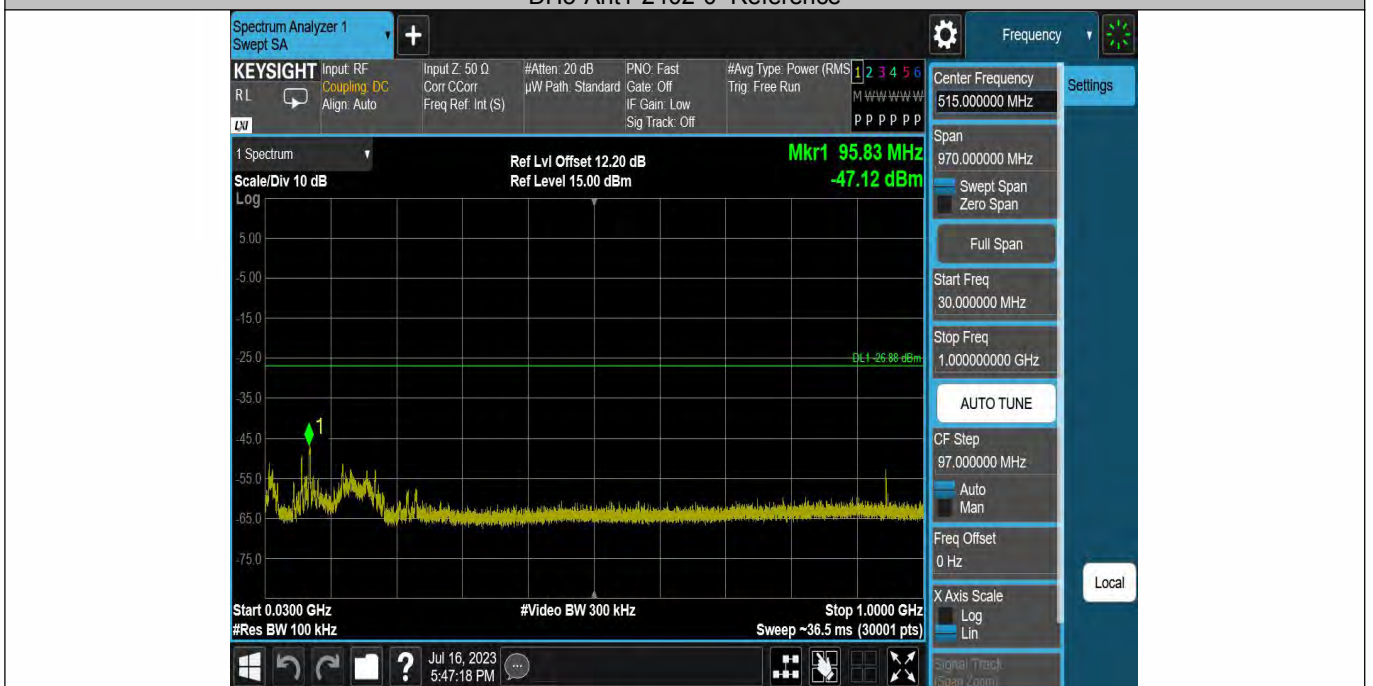 Spectrum Analyzer 1
Swept SA
+
Frequency
KEYSIGHT
RL
LXI
Input: RF
Coupling: DC
Align: Auto
Input Z: 50 Ω
Corr CCorr
Freq Ref: Int (S)
#Atten: 20 dB
µW Path: Standard
PNO: Fast
Gate: Off
IF Gain: Low
Sig Track: Off
#Avg Type: Power (RMS
Trig: Free Run
1 2 3 4 5 6
M W W W W W
P P P P P P
1 Spectrum
Scale/Div 10 dB
Log
Ref Lvl Offset 12.20 dB
Ref Level 15.00 dBm
Mkr1 95.83 MHz
-47.12 dBm
5.00
-5.00
-15.0
-25.0
DL1 -26.88 dBm
-35.0
1
-45.0
-55.0
-65.0
-75.0
Start 0.0300 GHz
#Res BW 100 kHz
#Video BW 300 kHz
Stop 1.0000 GHz
Sweep ~36.5 ms (30001 pts)
?
Jul 16, 2023
5:47:18 PM
Center Frequency
515.000000 MHz
Settings
Span
970.000000 MHz
Swept Span
Zero Span
Full Span
Start Freq
30.000000 MHz
Stop Freq
1.000000000 GHz
AUTO TUNE
CF Step
97.000000 MHz
Auto
Man
Freq Offset
0 Hz
Local
X Axis Scale
Log
Lin
Signal Track
(Span Zoom)